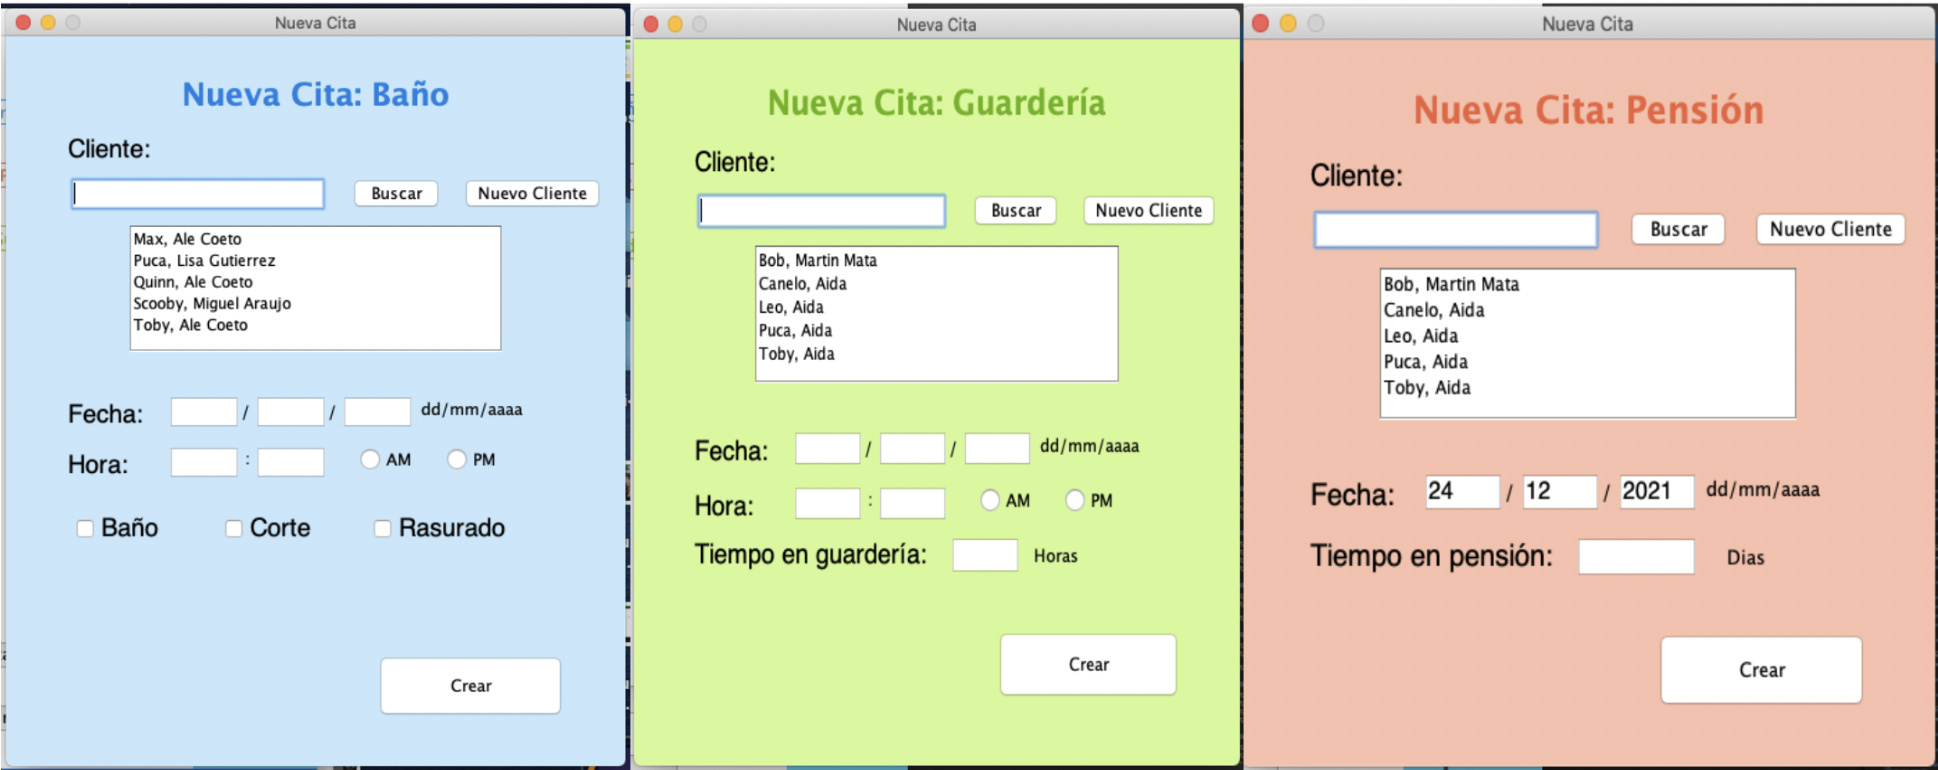 Nueva Cita
Nueva Cita: Baño
Cliente:
Buscar Nuevo Cliente
Max, Ale Coeto
Puca, Lisa Gutierrez
Quinn, Ale Coeto
Scooby, Miguel Araujo
Toby, Ale Coeto
Fecha: / / dd/mm/aaaa
Hora: : AM PM
Baño Corte Rasurado
Crear
Nueva Cita
Nueva Cita: Guardería
Cliente:
Buscar Nuevo Cliente
Bob, Martin Mata
Canelo, Aida
Leo, Aida
Puca, Aida
Toby, Aida
Fecha: / / dd/mm/aaaa
Hora: : AM PM
Tiempo en guardería: Horas
Crear
Nueva Cita
Nueva Cita: Pensión
Cliente:
Buscar Nuevo Cliente
Bob, Martin Mata
Canelo, Aida
Leo, Aida
Puca, Aida
Toby, Aida
Fecha: 24 / 12 / 2021 dd/mm/aaaa
Tiempo en pensión: Dias
Crear